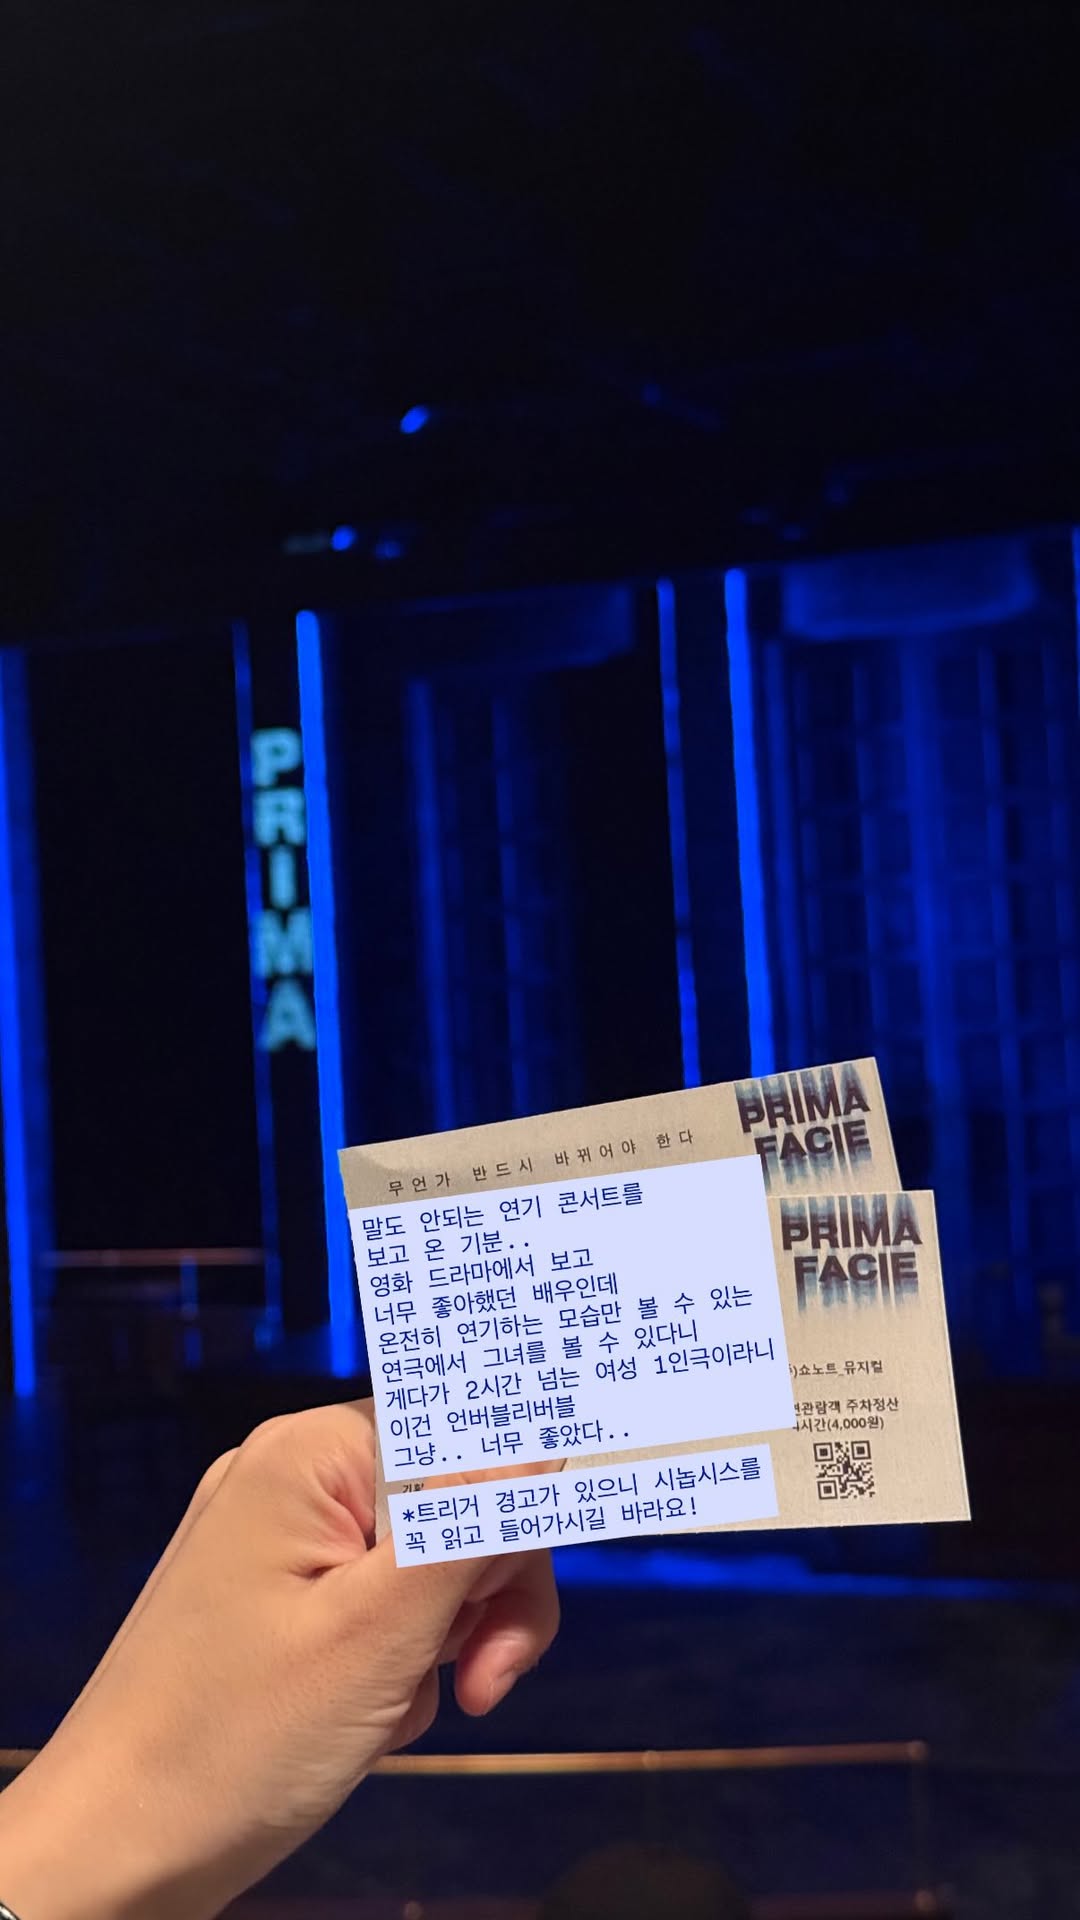 PRIMA
무언가 반드시 바뀌어야 한다
PRIMA
FACIE
말도 안되는 연기 콘서트를
보고 온 기분..
영화 드라마에서 보고
너무 좋아했던 배우인데
온전히 연기하는 모습만 볼 수 있는
연극에서 그녀를 볼 수 있다니
게다가 2시간 넘는 여성 1인극이라니
이건 언버블리버블
그냥.. 너무 좋았다..
*트리거 경고가 있으니 시놉시스를
꼭 읽고 들어가시길 바라요!
PRIMA
FACIE
)쇼노트_뮤지컬
관람객 주차정산
시간(4,000원)